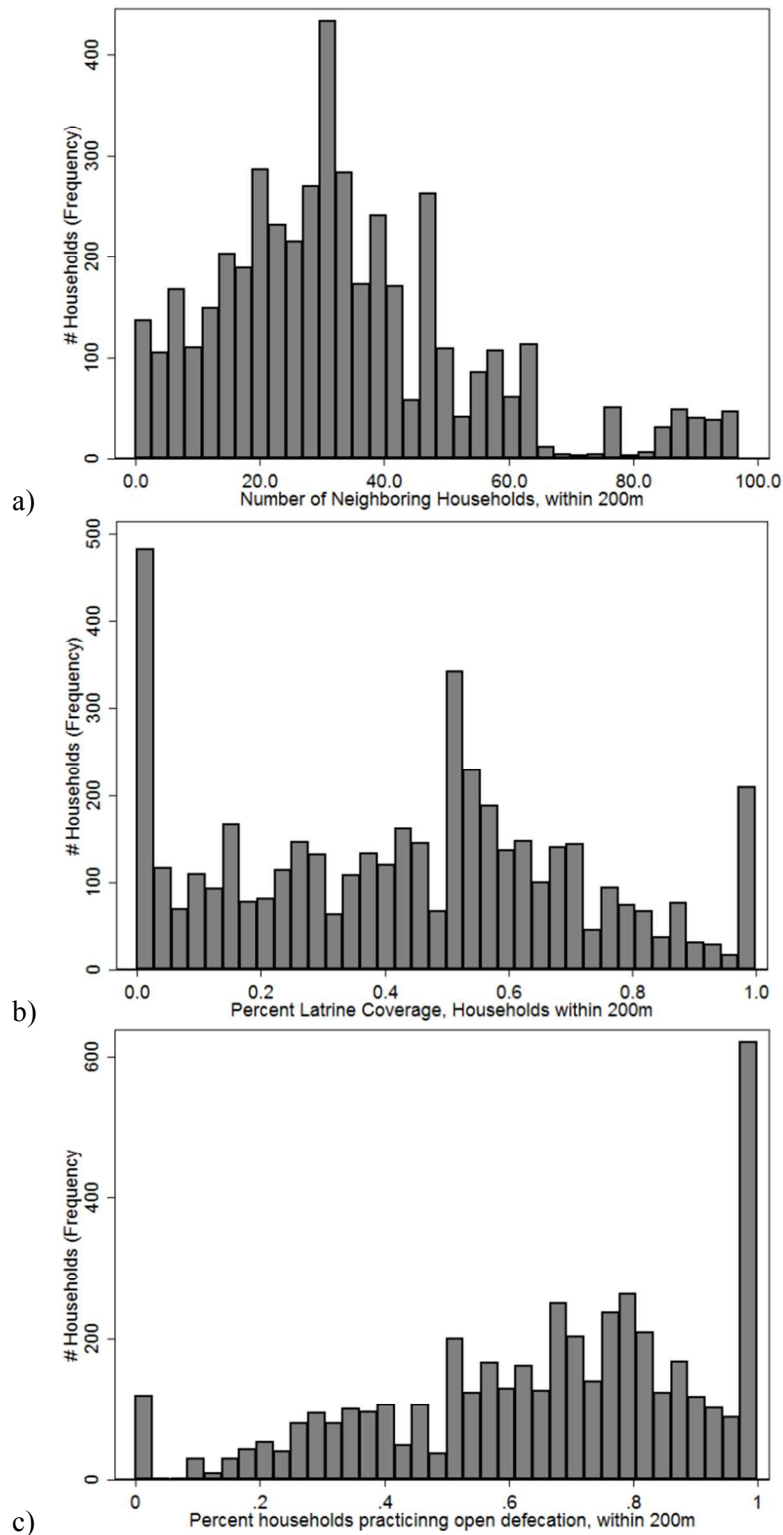 # Households (Frequency)
400
300
200
100
0
0.0 20.0 40.0 60.0 80.0 100.0
Number of Neighboring Households, within 200m
a)
# Households (Frequency)
500
400
300
200
100
0
0.0 0.2 0.4 0.6 0.8 1.0
Percent Latrine Coverage, Households within 200m
b)
# Households (Frequency
600
400
200
0
0 .2 .4 .6 .8 1
Percent households practicinng open defecation, within 200m
c)